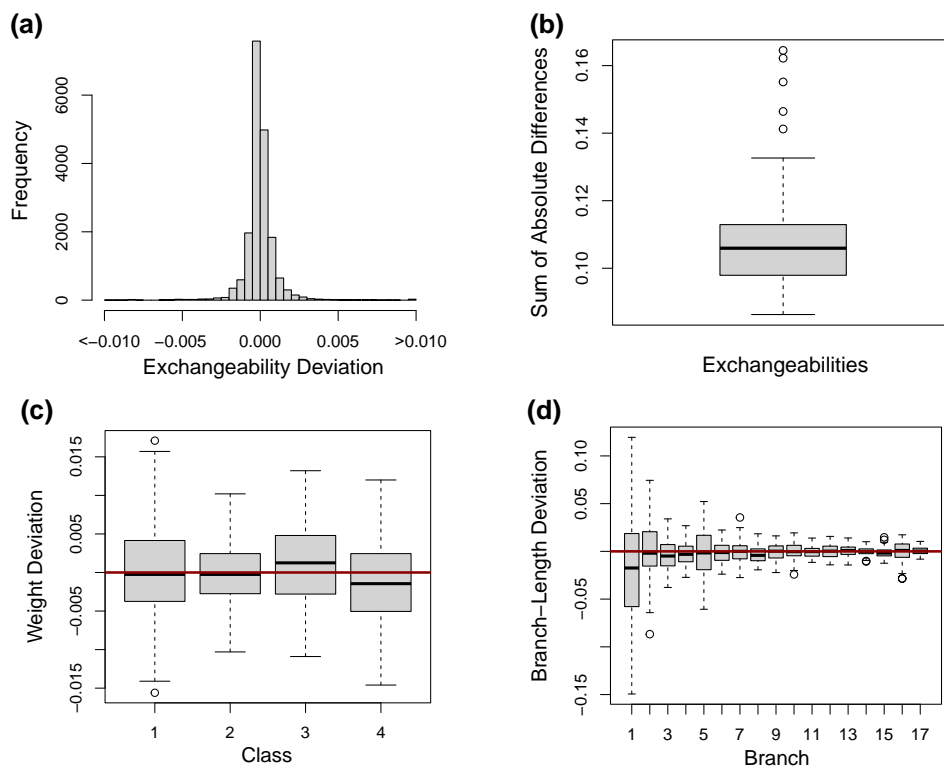 (a)
Frequency
0 2000 4000 6000
<−0.010 −0.005 0.000 0.005 >0.010
Exchangeability Deviation
(b)
Sum of Absolute Differences
0.10 0.12 0.14 0.16
Exchangeabilities
(c)
Weight Deviation
−0.015 −0.005 0.005 0.015
1 2 3 4
Class
(d)
Branch−Length Deviation
−0.15 −0.05 0.05 0.10
1 3 5 7 9 11 13 15 17
Branch